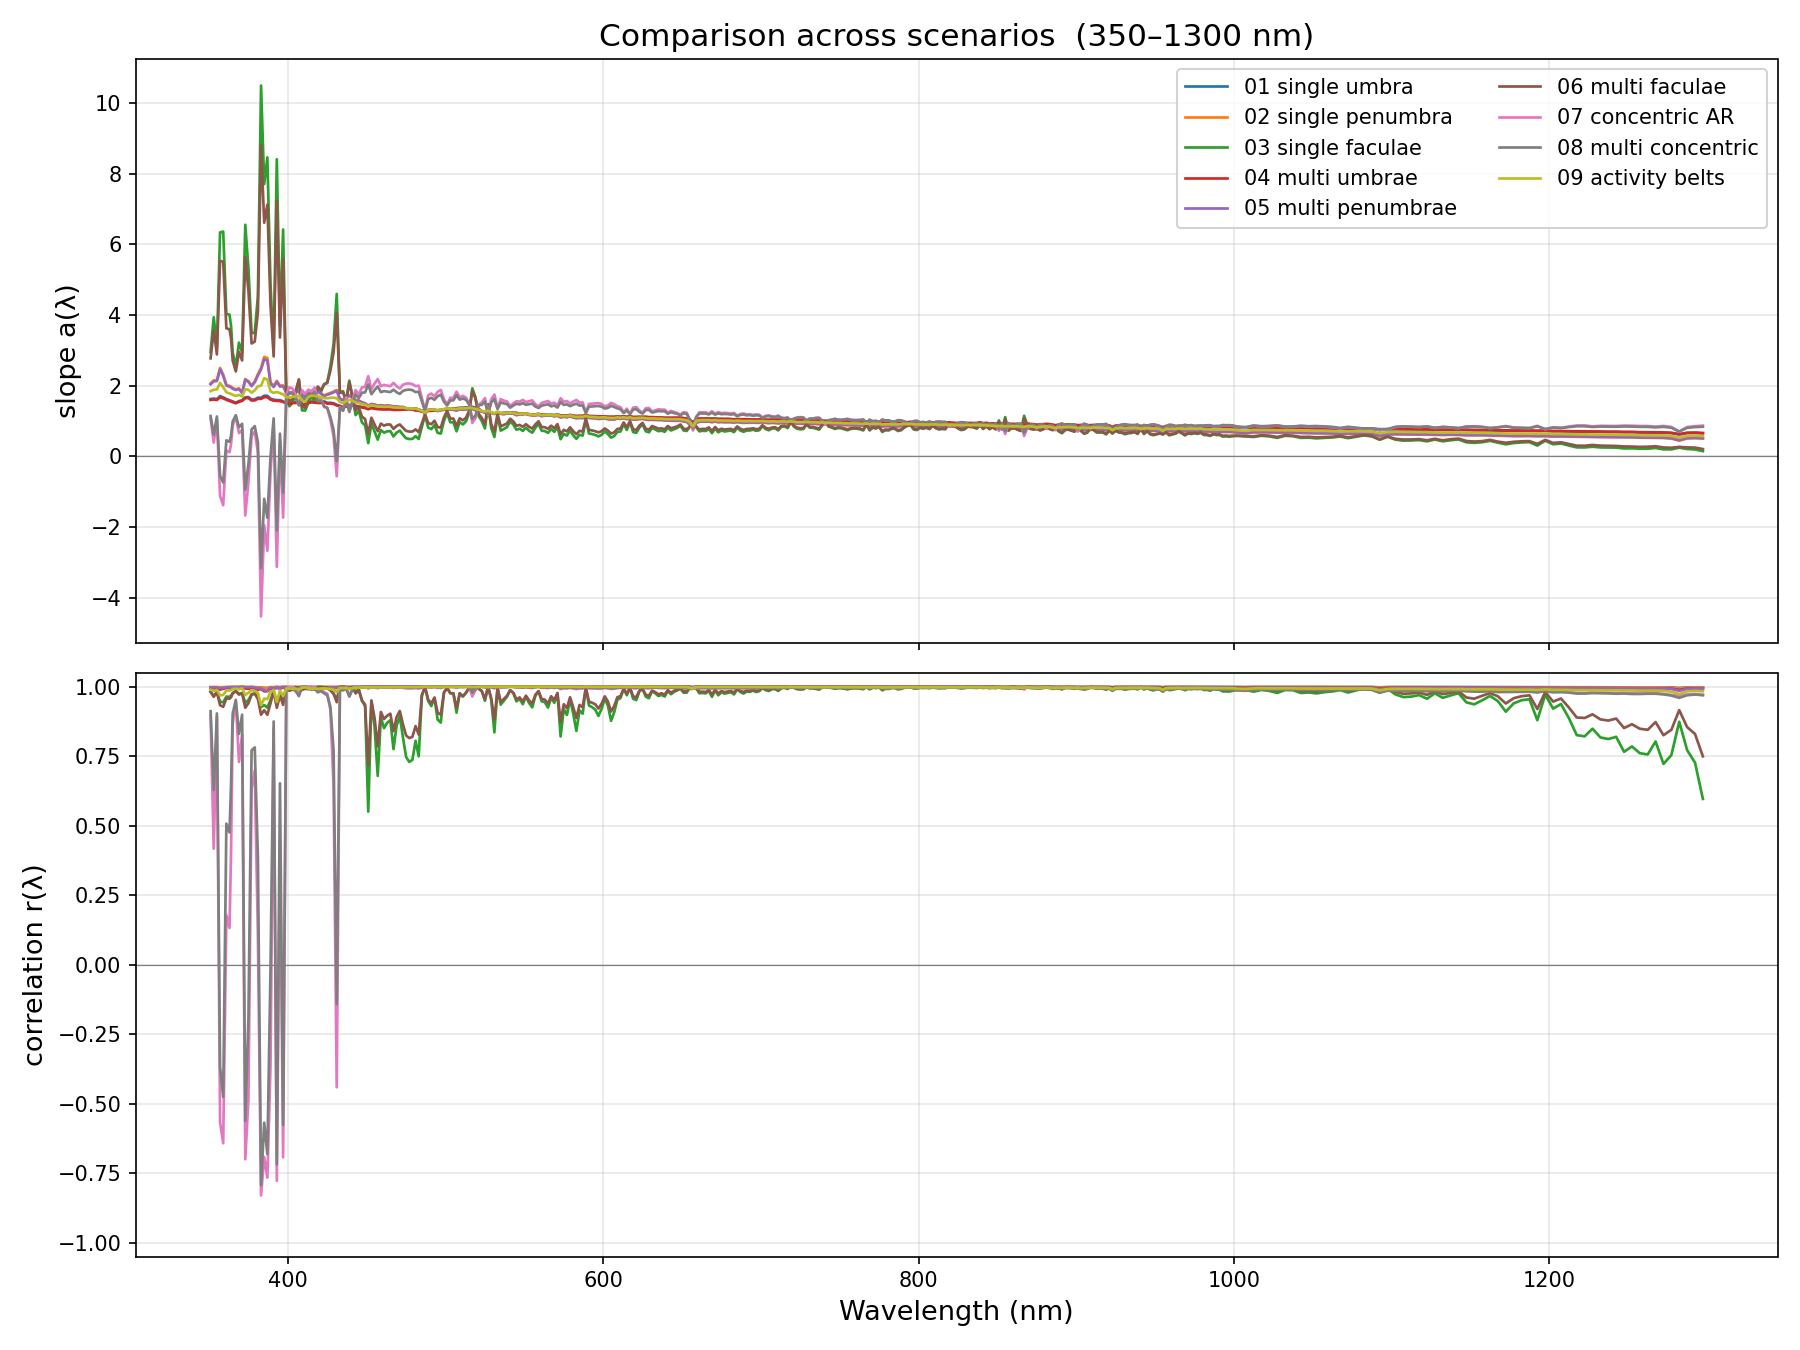 Comparison across scenarios  (350–1300 nm)
slope a(λ)
10
8
6
4
2
0
−2
−4
01 single umbra
02 single penumbra
03 single faculae
04 multi umbrae
05 multi penumbrae
06 multi faculae
07 concentric AR
08 multi concentric
09 activity belts
correlation r(λ)
1.00
0.75
0.50
0.25
0.00
−0.25
−0.50
−0.75
−1.00
400 600 800 1000 1200
Wavelength (nm)